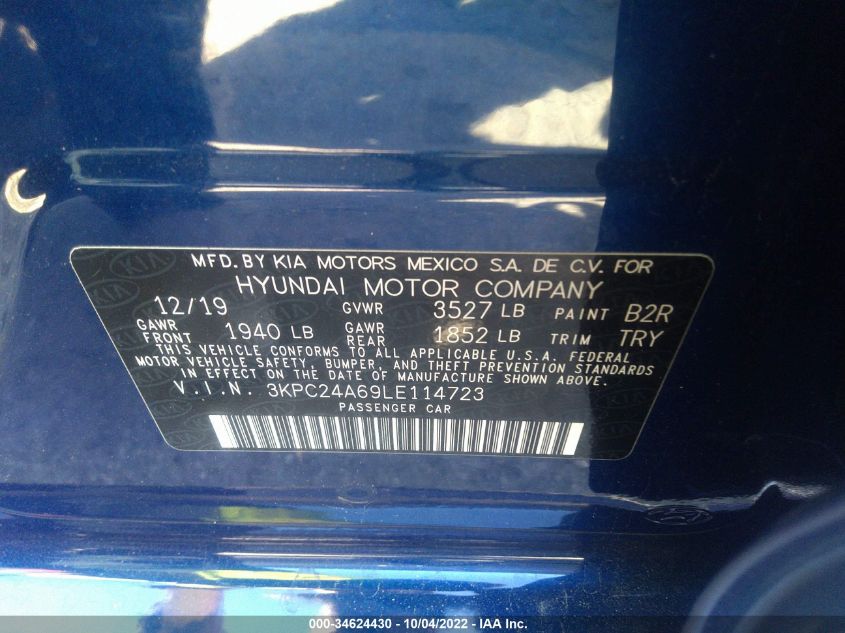 MFD. BY KIA MOTORS MEXICO S.A. DE C.V. FOR
HYUNDAI MOTOR COMPANY
12/19 GVWR 3527 LB PAINT B2R
GAWR FRONT 1940 LB GAWR REAR 1852 LB TRIM TRY
THIS VEHICLE CONFORMS TO ALL APPLICABLE U.S.A. FEDERAL
MOTOR VEHICLE SAFETY, BUMPER, AND THEFT PREVENTION STANDARDS
IN EFFECT ON THE DATE OF MANUFACTURE SHOWN ABOVE.
V.I.N. 3KPC24A69LE114723
PASSENGER CAR
000-34624430 - 10/04/2022 - IAA Inc.